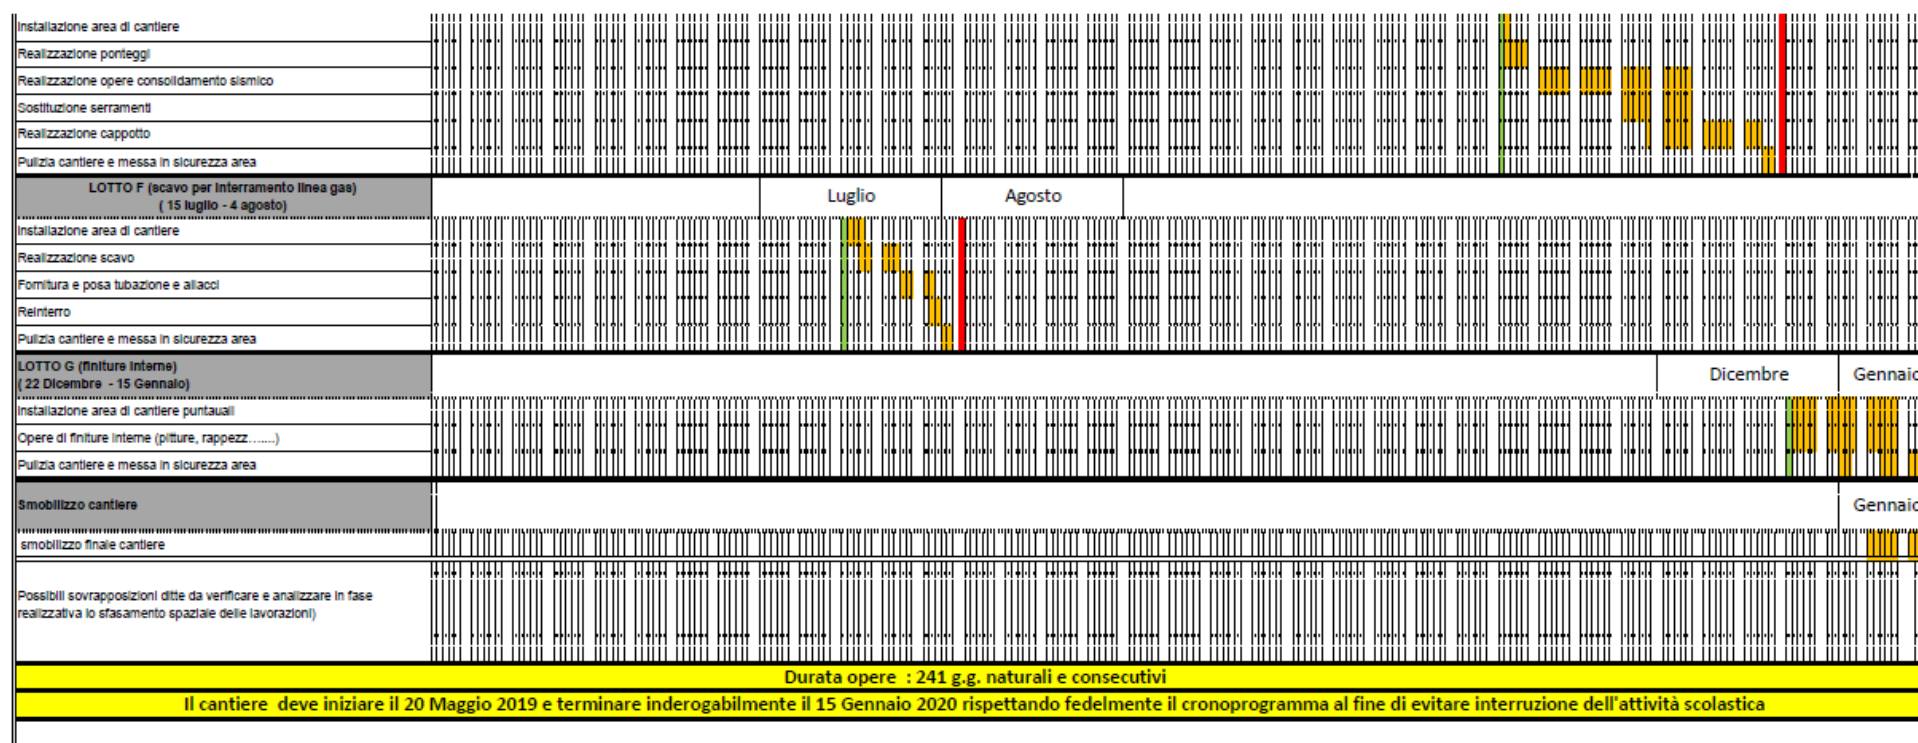 Installazione area di cantiere
Realizzazione ponteggi
Realizzazione opere consolidamento sismico
Sostituzione serramenti
Realizzazione cappotto
Pulizia cantiere e messa in sicurezza area
LOTTO F (scavo per interramento linea gas)
( 15 luglio - 4 agosto)
Luglio
Agosto
Installazione area di cantiere
Realizzazione scavo
Fornitura e posa tubazione e allacci
Reinterro
Pulizia cantiere e messa in sicurezza area
LOTTO G (finiture interne)
( 22 Dicembre - 15 Gennaio)
Dicembre
Gennaio
Installazione area di cantiere puntauali
Opere di finiture interne (pitture, rappezz…....)
Pulizia cantiere e messa in sicurezza area
Smobilizzo cantiere
Gennaio
smobilizzo finale cantiere
Possibili sovrapposizioni ditte da verificare e analizzare in fase
realizzativa lo sfasamento spaziale delle lavorazioni)
Durata opere : 241 g.g. naturali e consecutivi
Il cantiere deve iniziare il 20 Maggio 2019 e terminare inderogabilmente il 15 Gennaio 2020 rispettando fedelmente il cronoprogramma al fine di evitare interruzione dell'attività scolastica